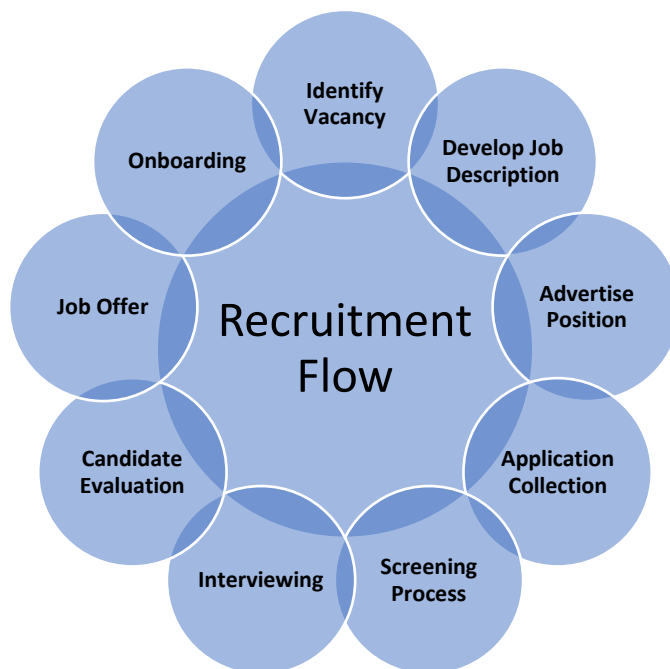 Identify
Vacancy
Develop Job
Description
Advertise
Position
Application
Collection
Screening
Process
Interviewing
Candidate
Evaluation
Job Offer
Onboarding
Recruitment
Flow